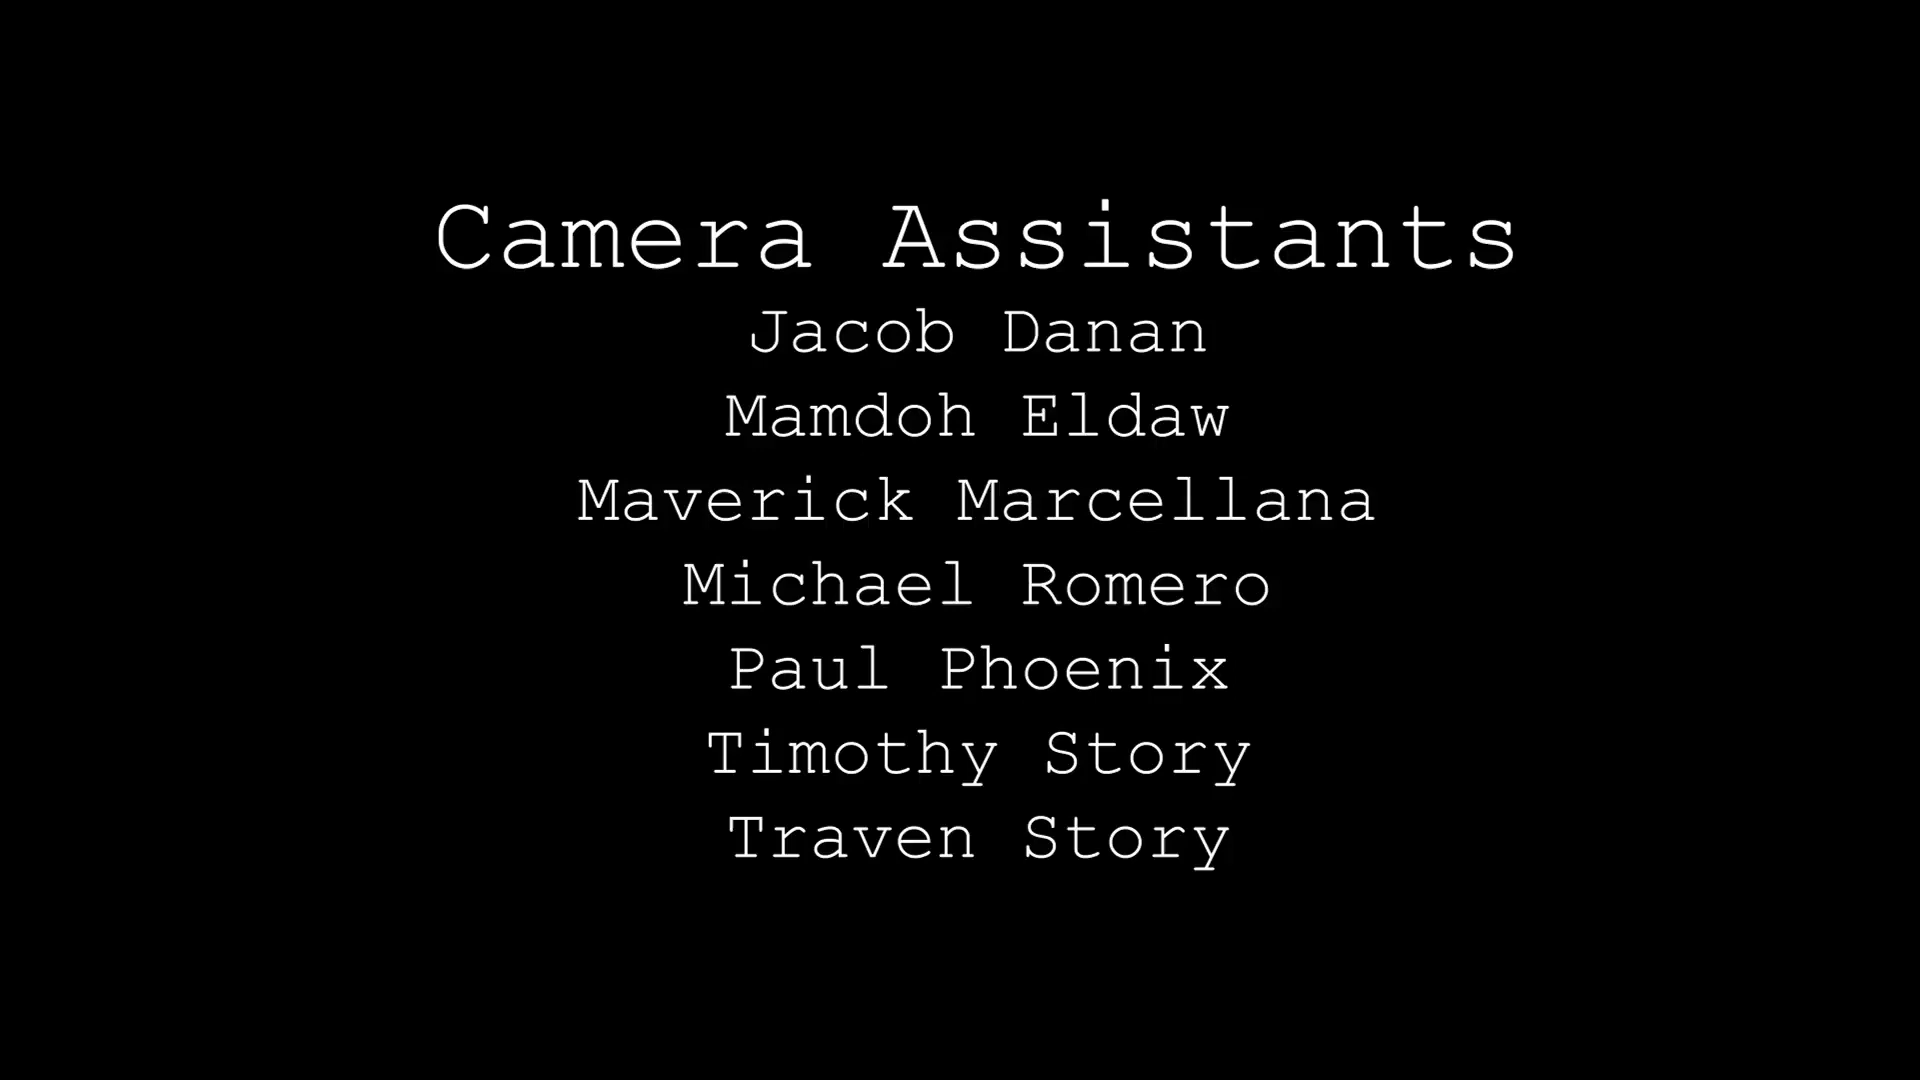 Camera Assistants
Jacob Danan
Mamdoh Eldaw
Maverick Marcellana
Michael Romero
Paul Phoenix
Timothy Story
Traven Story